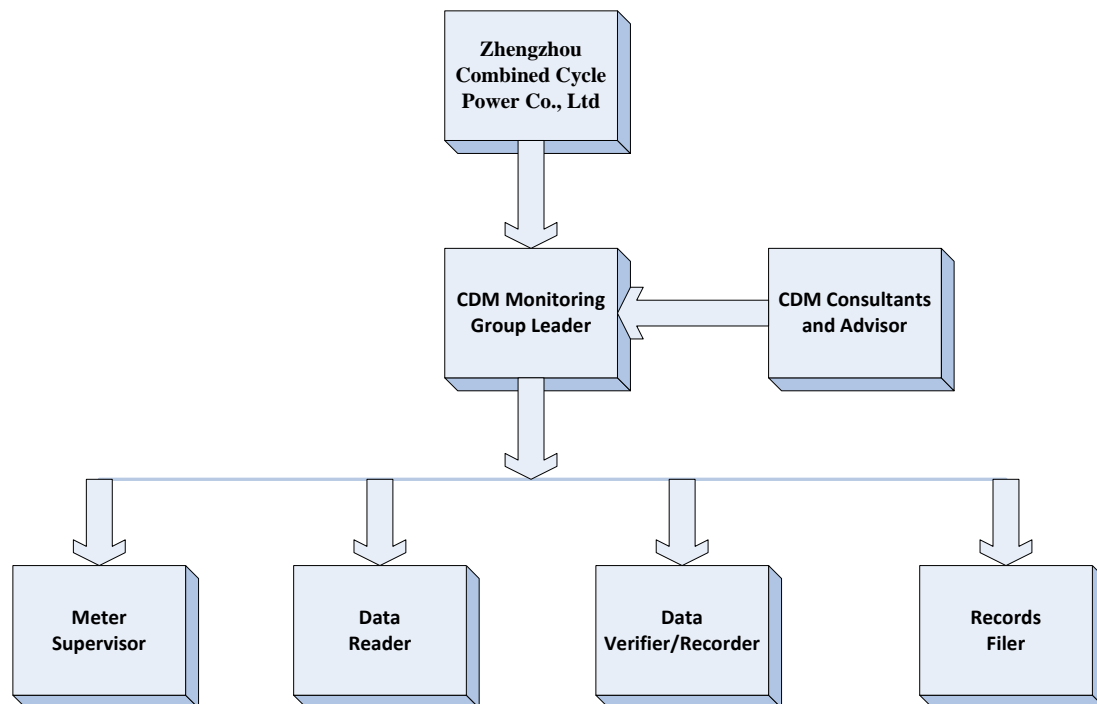 Zhengzhou
Combined Cycle
Power Co., Ltd
CDM Monitoring
Group Leader
CDM Consultants
and Advisor
Meter
Supervisor
Data
Reader
Data
Verifier/Recorder
Records
Filer